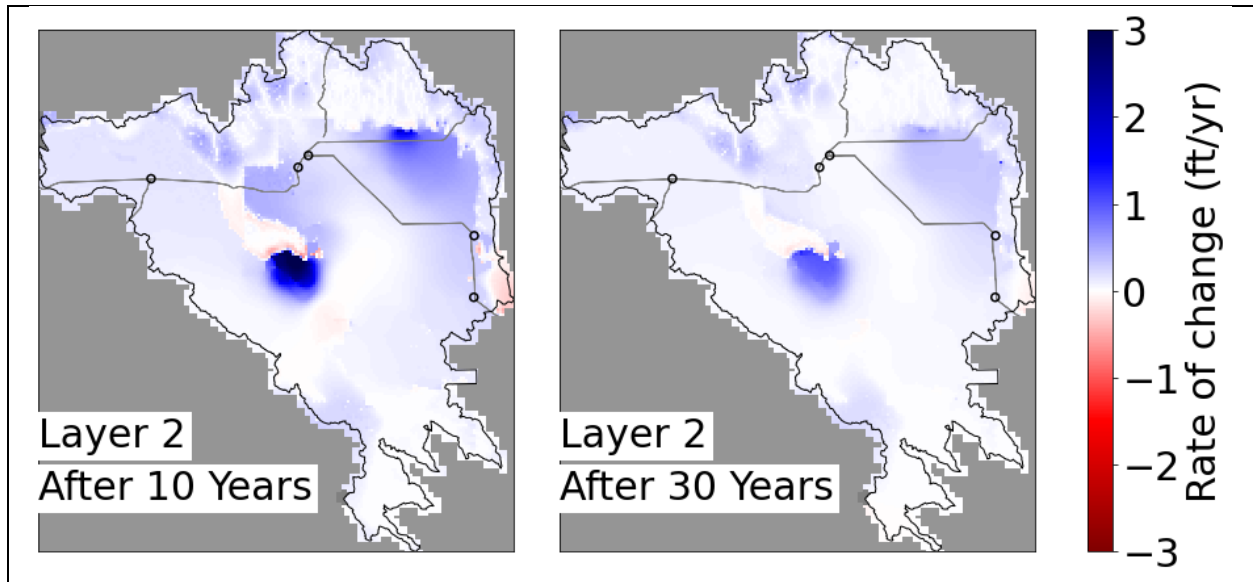 Layer 2
After 10 Years
Layer 2
After 30 Years
3
2
1
0
−1
−2
−3
Rate of change (ft/yr)